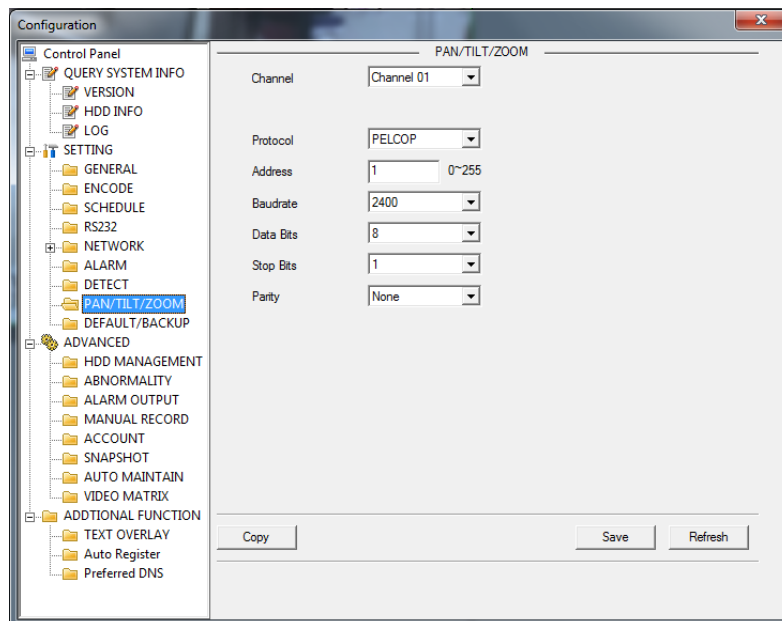 Configuration
Control Panel
QUERY SYSTEM INFO
VERSION
HDD INFO
LOG
SETTING
GENERAL
ENCODE
SCHEDULE
RS232
NETWORK
ALARM
DETECT
PAN/TILT/ZOOM
DEFAULT/BACKUP
ADVANCED
HDD MANAGEMENT
ABNORMALITY
ALARM OUTPUT
MANUAL RECORD
ACCOUNT
SNAPSHOT
AUTO MAINTAIN
VIDEO MATRIX
ADDTIONAL FUNCTION
TEXT OVERLAY
Auto Register
Preferred DNS
PAN/TILT/ZOOM
Channel Channel 01
Protocol PELCOP
Address 1 0~255
Baudrate 2400
Data Bits 8
Stop Bits 1
Parity None
Copy Save Refresh